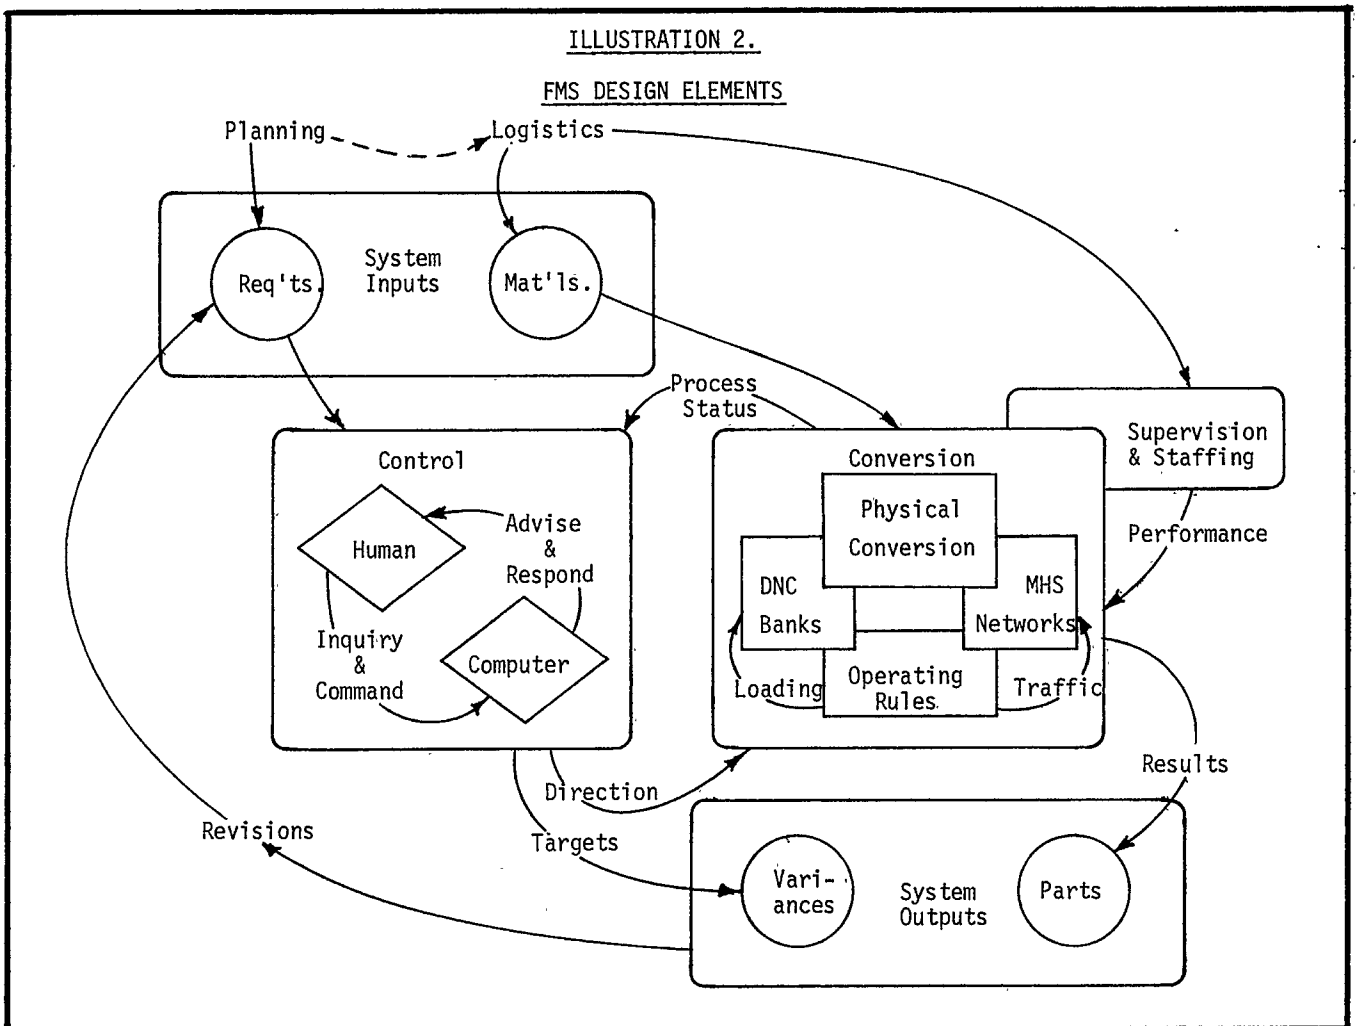 ILLUSTRATION 2.
FMS DESIGN ELEMENTS
Planning
Logistics
System
Inputs
Req'ts.
Mat'ls.
Process
Status
Supervision
& Staffing
Control
Conversion
Physical
Conversion
Human
Advise
&
Respond
Performance
DNC
Banks
MHS
Networks
Inquiry
&
Command
Computer
Loading
Operating
Rules
Traffic
Direction
Results
Revisions
Targets
Vari-
ances
System
Outputs
Parts